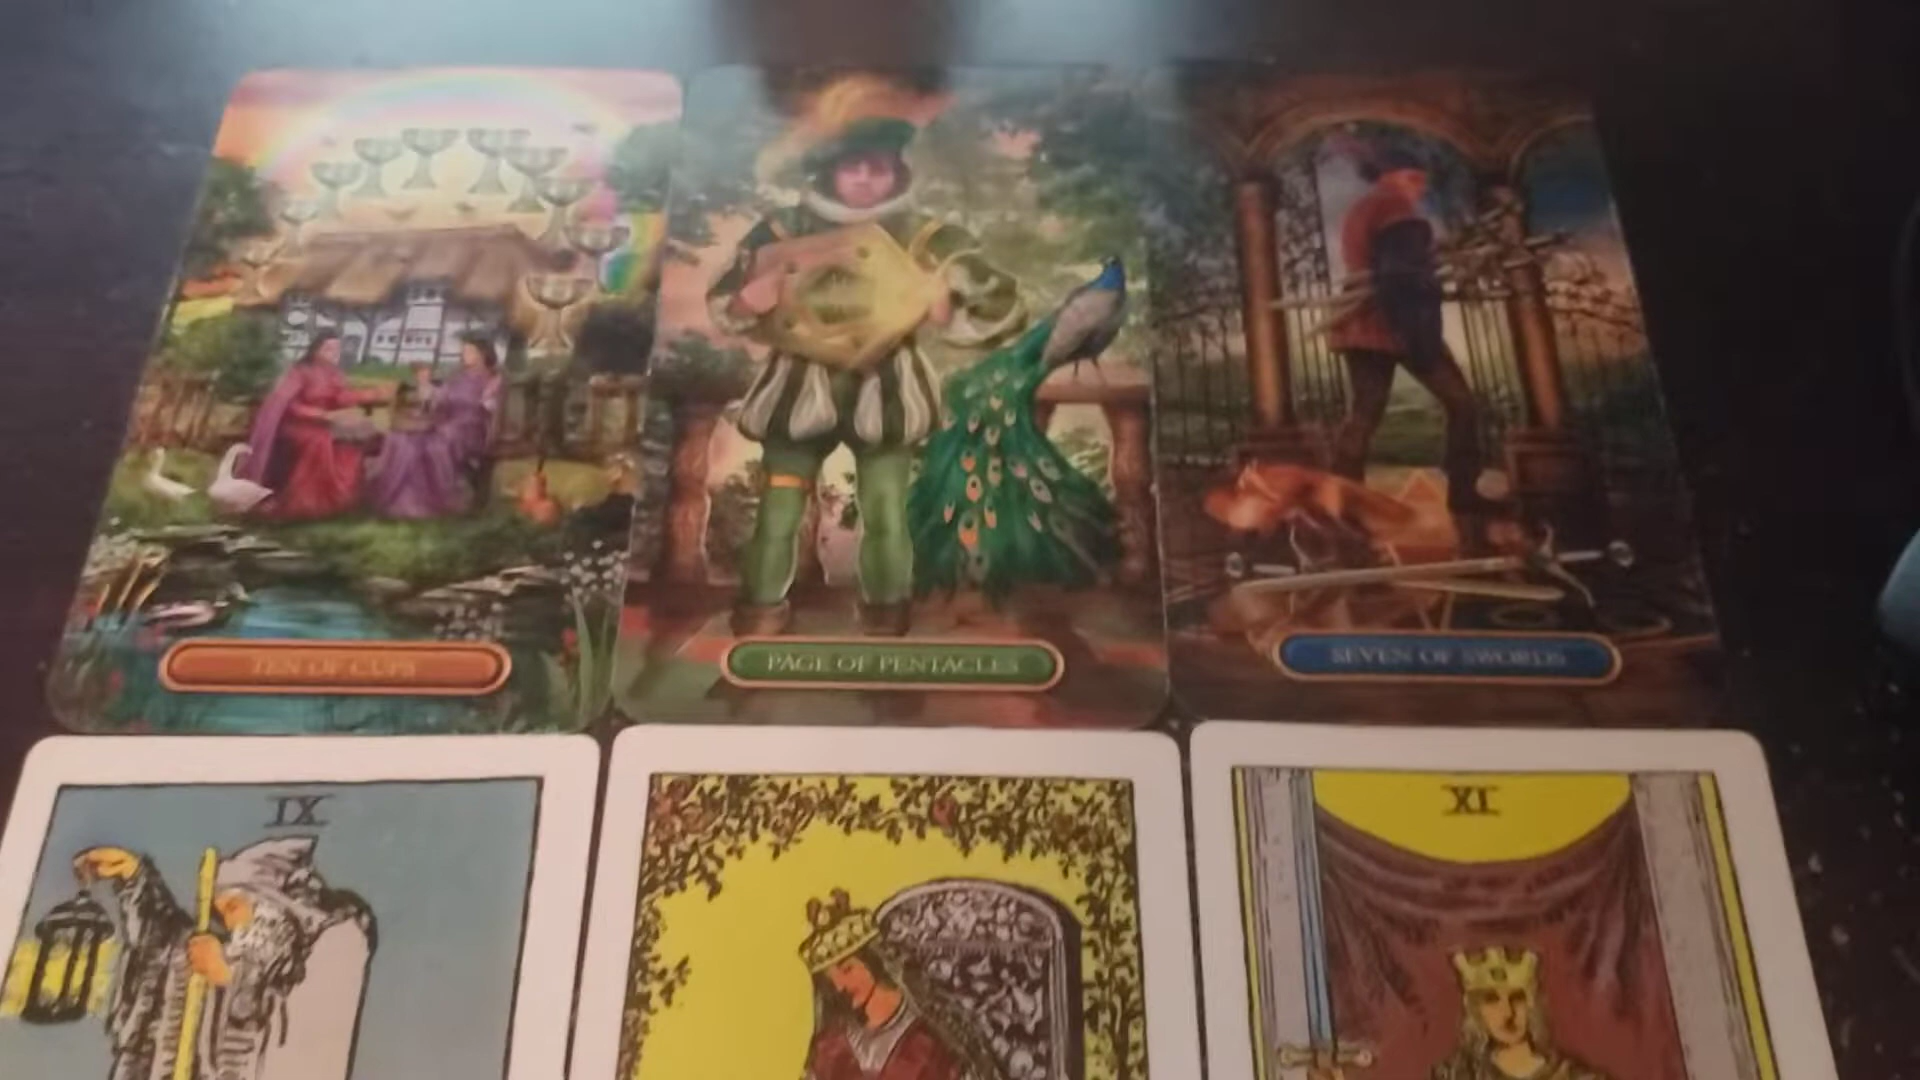 TEN OF CUPS
PAGE OF PENTACLES
SEVEN OF SWORDS
IX
XI